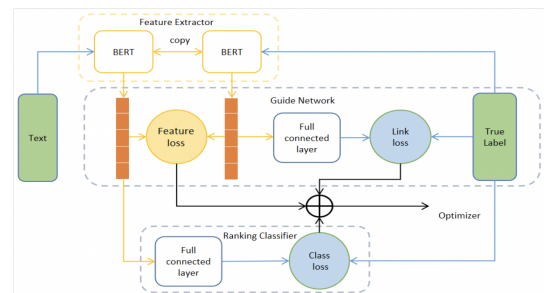 Feature Extractor
BERT
copy
BERT
Text
Guide Network
Feature
loss
Full
connected
layer
Link
loss
True
Label
Optimizer
Ranking Classifier
Full
connected
layer
Class
loss